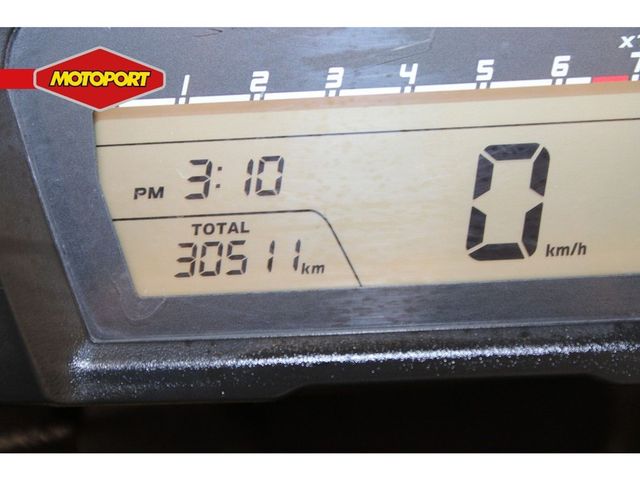 MOTOPORT
1 2 3 4 5 6 7
PM 3:10
TOTAL
30511 km
0 km/h